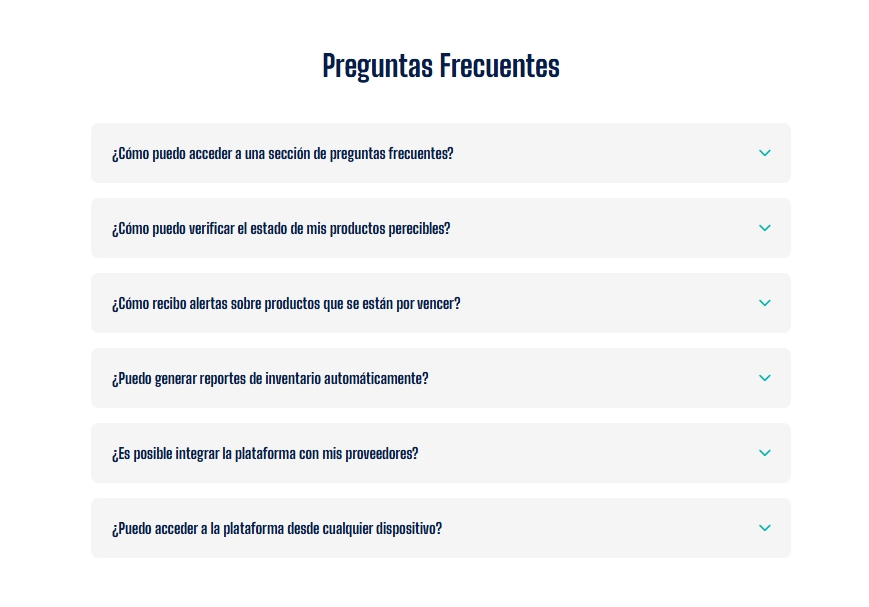 Preguntas Frecuentes
¿Cómo puedo acceder a una sección de preguntas frecuentes?
¿Cómo puedo verificar el estado de mis productos perecibles?
¿Cómo recibo alertas sobre productos que se están por vencer?
¿Puedo generar reportes de inventario automáticamente?
¿Es posible integrar la plataforma con mis proveedores?
¿Puedo acceder a la plataforma desde cualquier dispositivo?